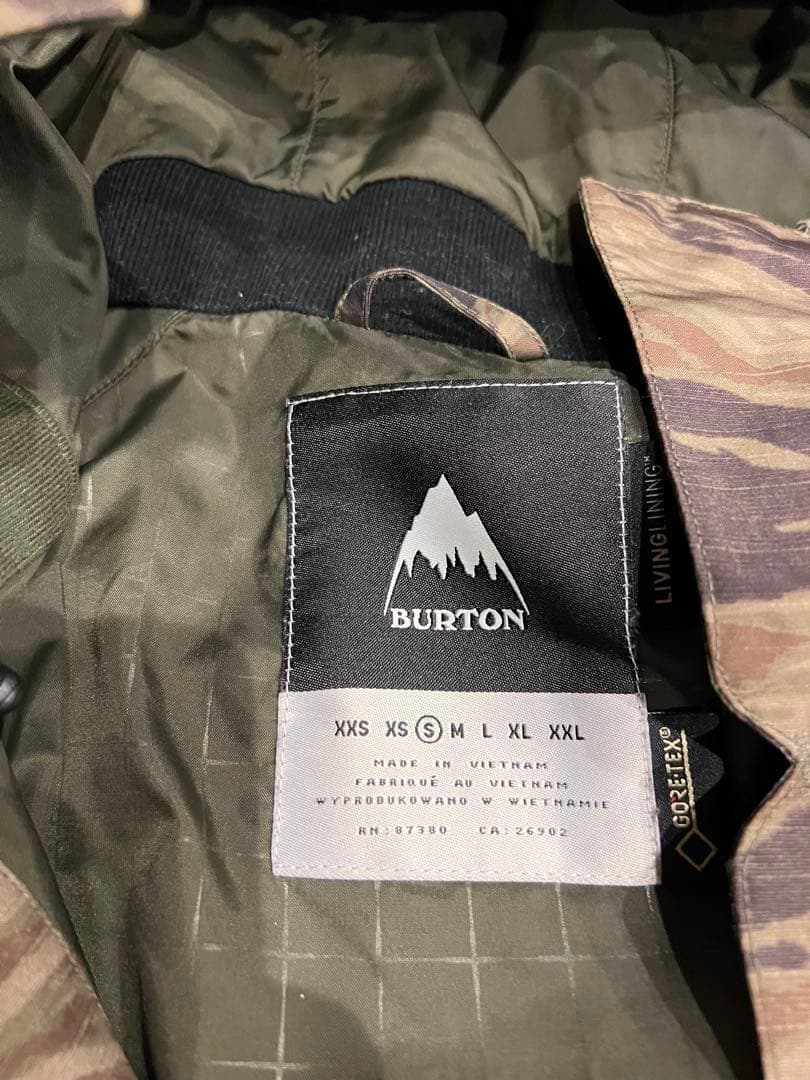 BURTON
XXS XS S M L XL XXL
MADE IN VIETNAM
FABRIQUÉ AU VIETNAM
WYPRODUKOWANO W WIETNAMIE
RN:87380 CA:26902
LIVINGLINING™
GORE-TEX®